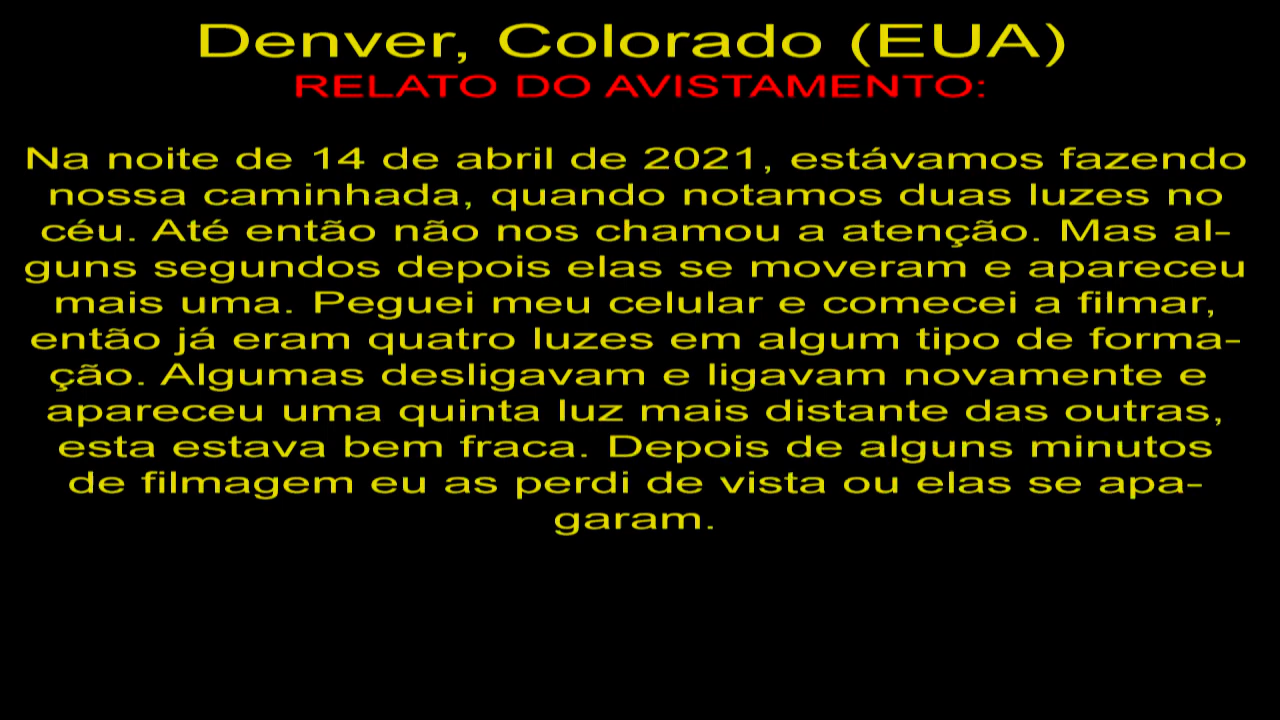 Denver, Colorado (EUA)
RELATO DO AVISTAMENTO:
Na noite de 14 de abril de 2021, estávamos fazendo
nossa caminhada, quando notamos duas luzes no
céu. Até então não nos chamou a atenção. Mas al-
guns segundos depois elas se moveram e apareceu
mais uma. Peguei meu celular e comecei a filmar,
então já eram quatro luzes em algum tipo de forma-
ção. Algumas desligavam e ligavam novamente e
apareceu uma quinta luz mais distante das outras,
esta estava bem fraca. Depois de alguns minutos
de filmagem eu as perdi de vista ou elas se apa-
garam.